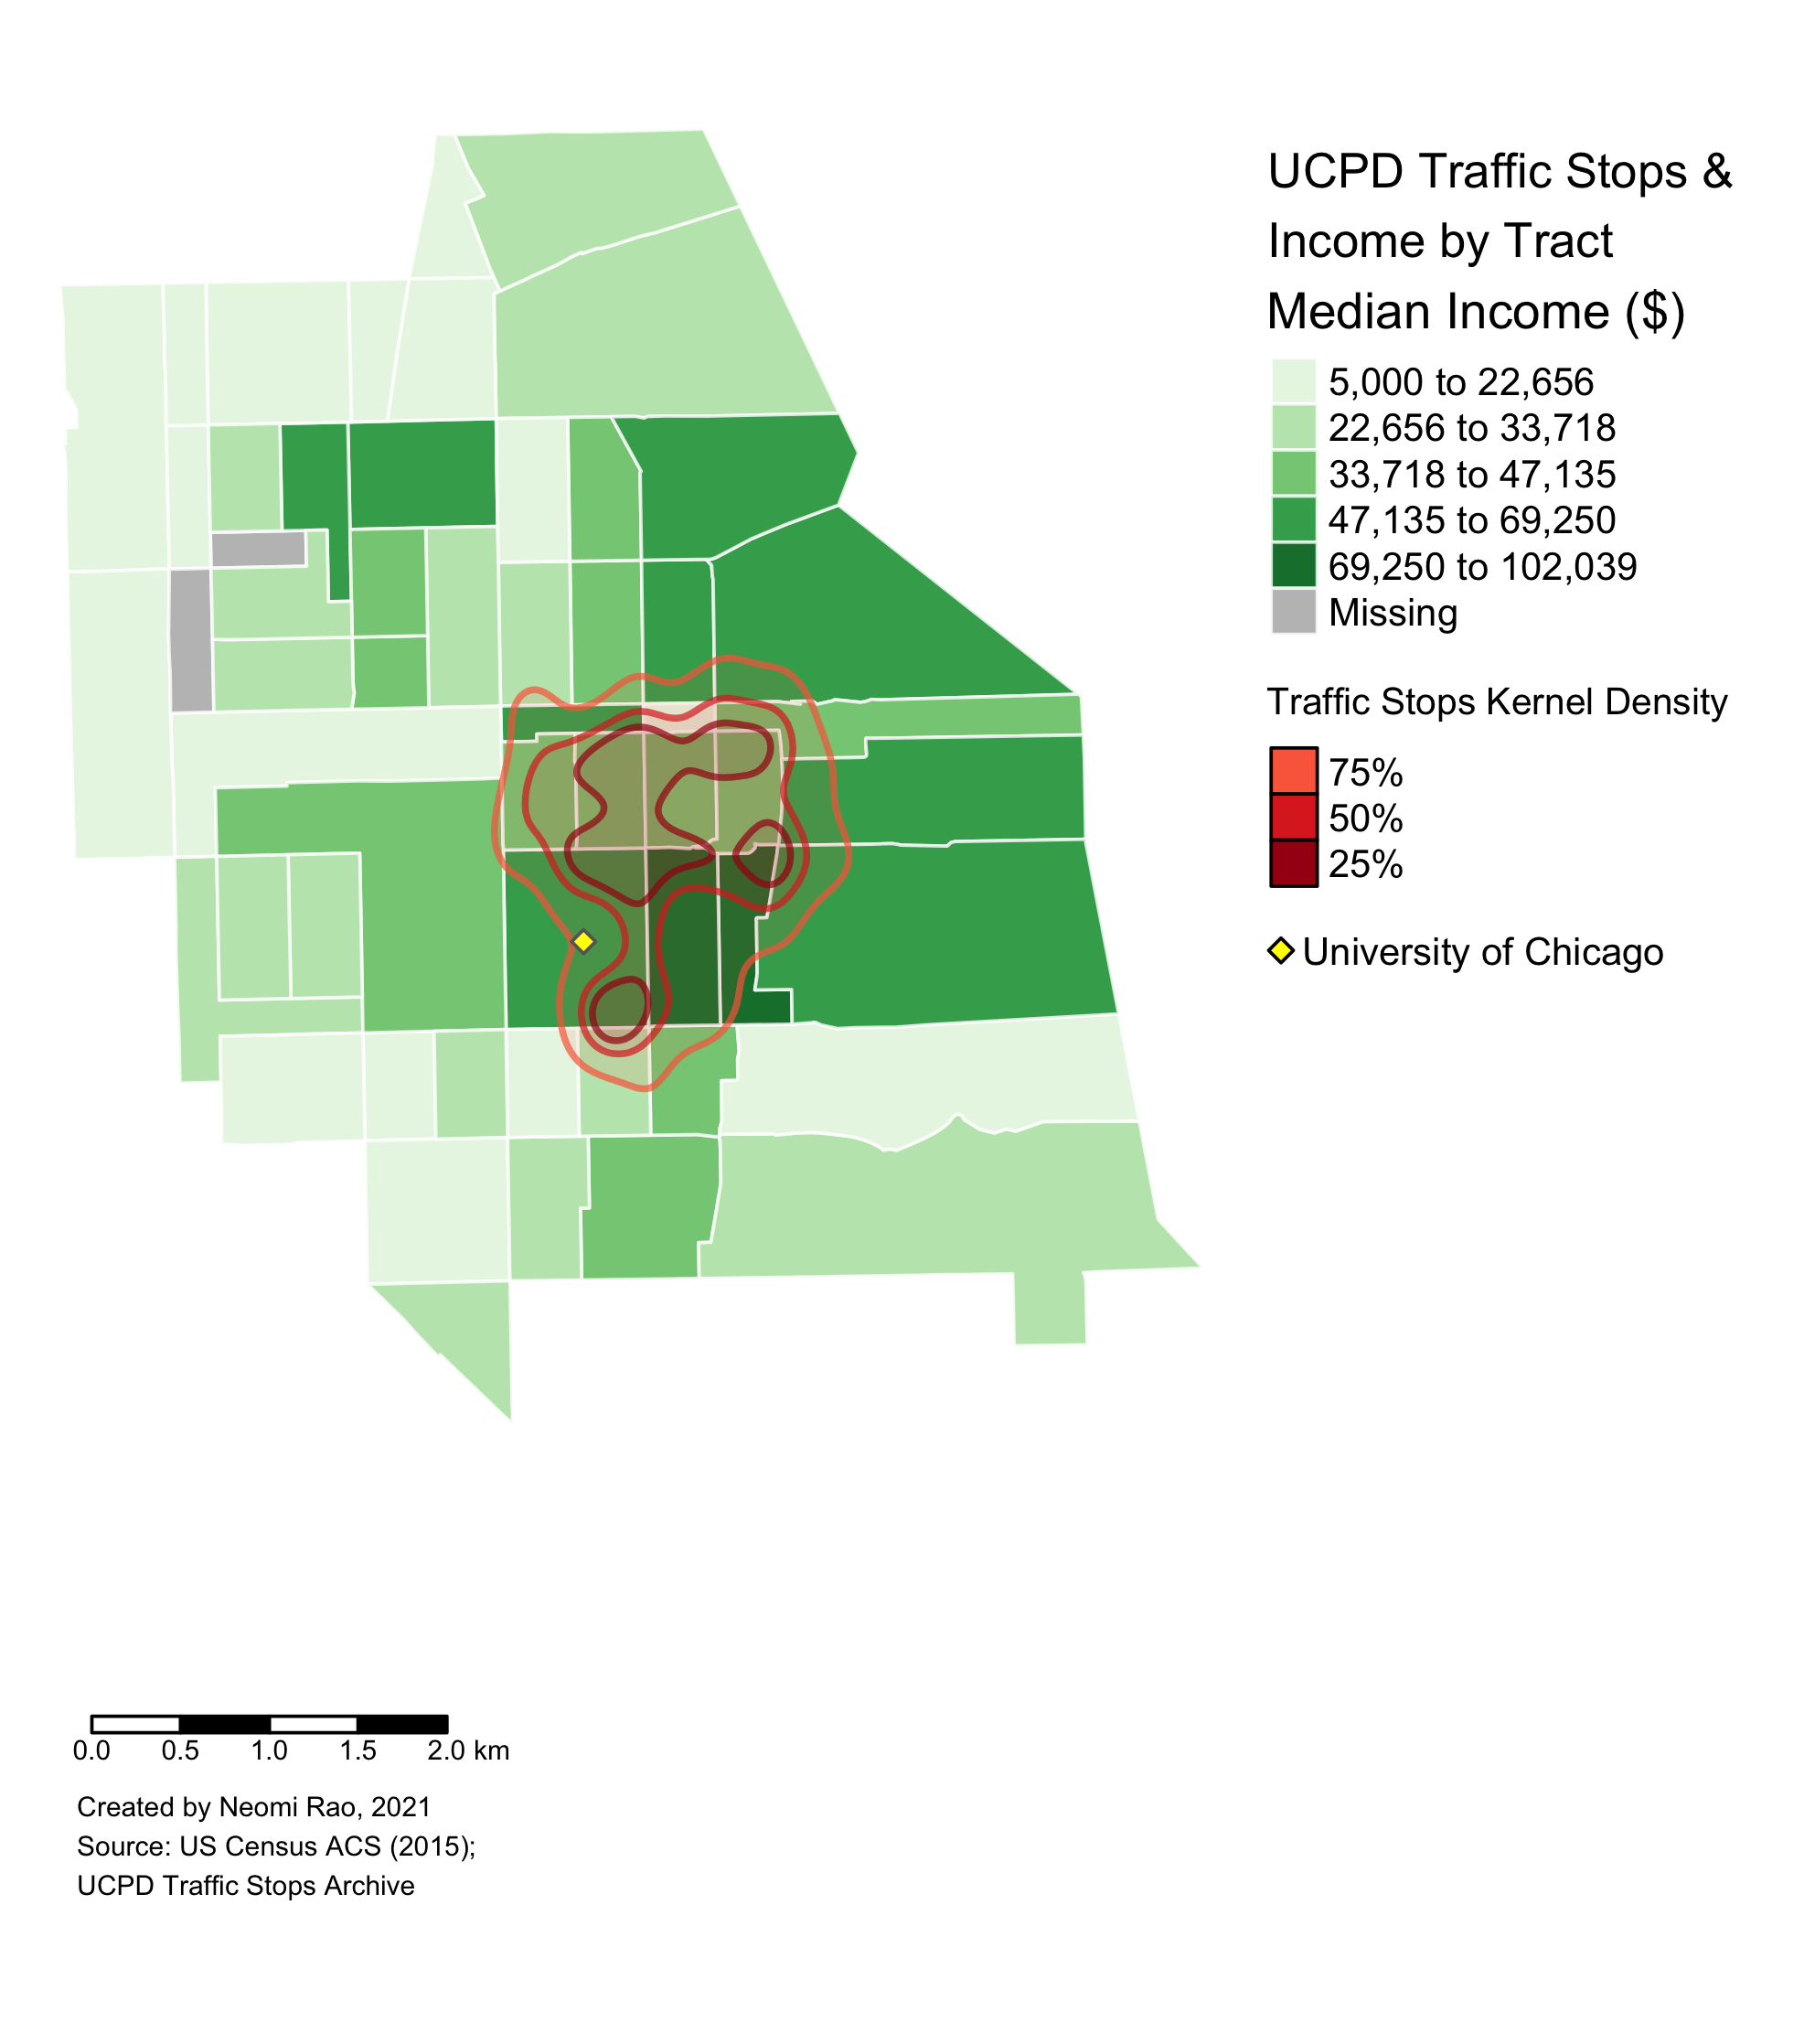 UCPD Traffic Stops &
Income by Tract
Median Income ($)
5,000 to 22,656
22,656 to 33,718
33,718 to 47,135
47,135 to 69,250
69,250 to 102,039
Missing
Traffic Stops Kernel Density
75%
50%
25%
University of Chicago
0.0 0.5 1.0 1.5 2.0 km
Created by Neomi Rao, 2021
Source: US Census ACS (2015);
UCPD Traffic Stops Archive